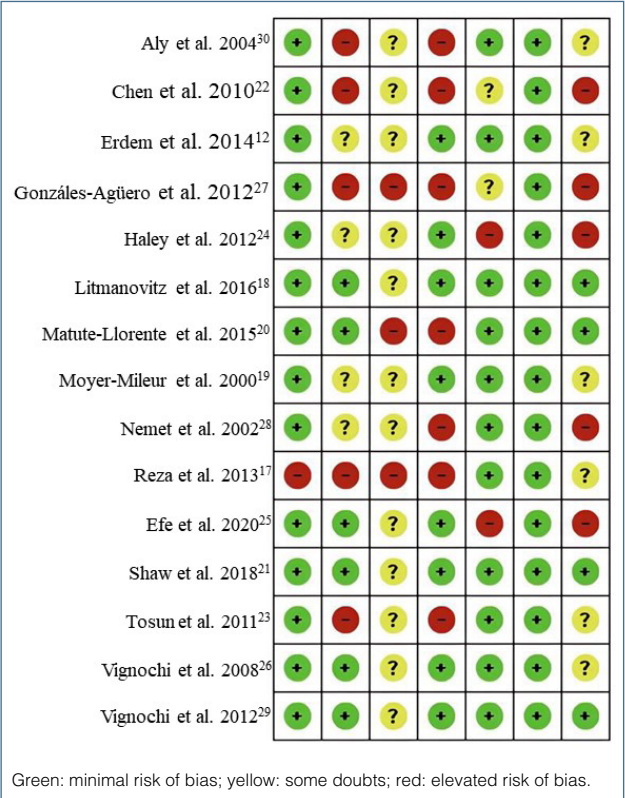 Aly et al. 2004³⁰ + - ? - + + ?
Chen et al. 2010²² + - ? - ? + -
Erdem et al. 2014¹² + ? ? + + + ?
Gonzáles-Agüero et al. 2012²⁷ + - - - ? + -
Haley et al. 2012²⁴ + ? ? + - + -
Litmanovitz et al. 2016¹⁸ + + ? + + + +
Matute-Llorente et al. 2015²⁰ + + - - + + +
Moyer-Mileur et al. 2000¹⁹ + ? ? + + + ?
Nemet et al. 2002²⁸ + ? ? - + + -
Reza et al. 2013¹⁷ - - - - + + ?
Efe et al. 2020²⁵ + + ? + - + -
Shaw et al. 2018²¹ + + ? + + + +
Tosun et al. 2011²³ + - ? - + + ?
Vignochi et al. 2008²⁶ + + ? + + + ?
Vignochi et al. 2012²⁹ + + ? + + + +
Green: minimal risk of bias; yellow: some doubts; red: elevated risk of bias.